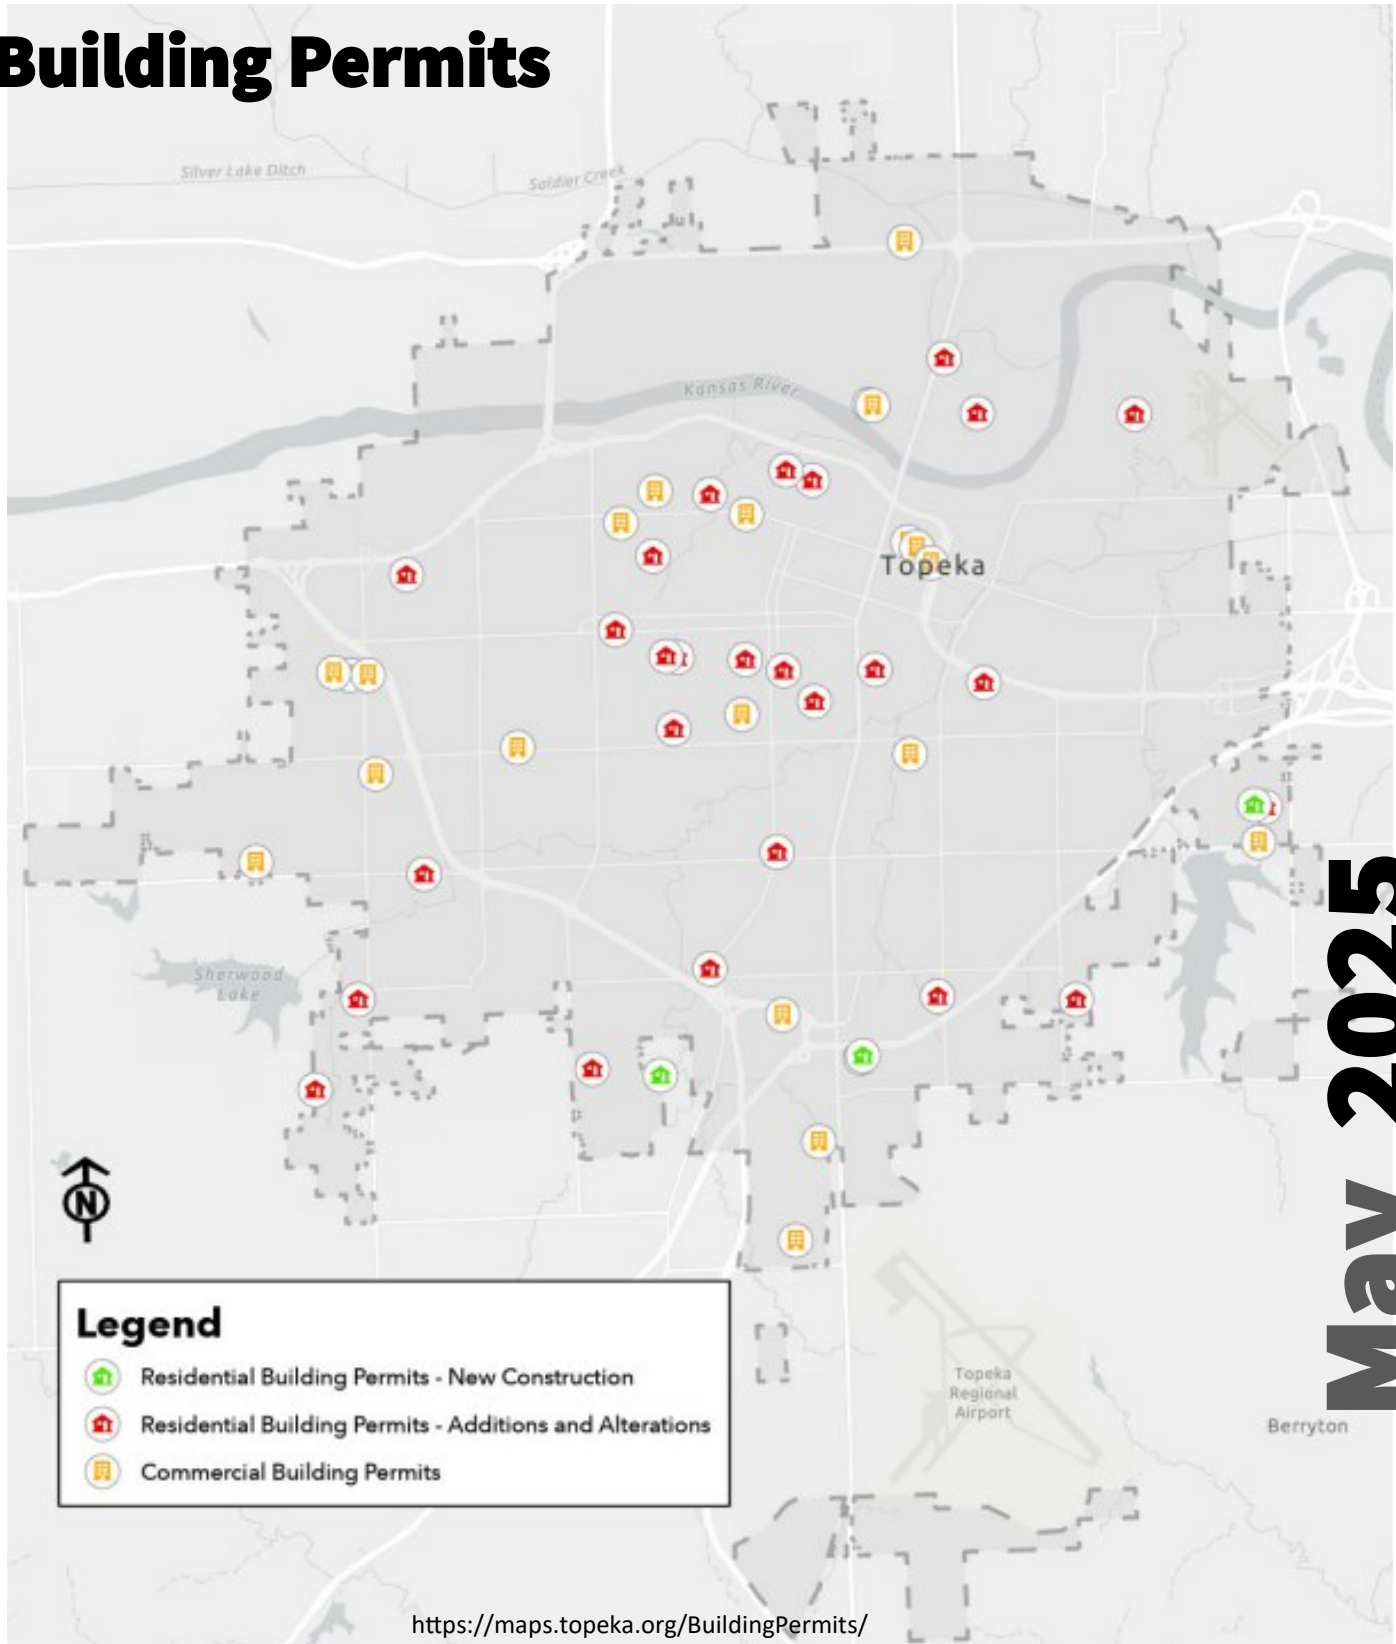 Building Permits
Silver Lake Ditch
Soldier Creek
Kansas River
Topeka
Sherwood
Lake
May 2025
N
Legend
Residential Building Permits - New Construction
Residential Building Permits - Additions and Alterations
Commercial Building Permits
Topeka
Regional
Airport
Berryton
https://maps.topeka.org/BuildingPermits/